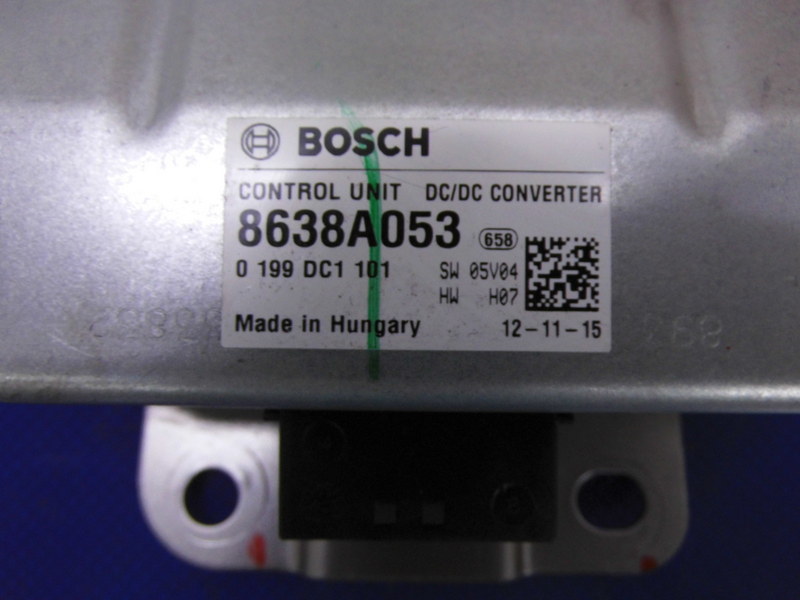 BOSCH
CONTROL UNIT DC/DC CONVERTER
8638A053 658
0 199 DC1 101 SW 05V04
HW H07
Made in Hungary 12-11-15